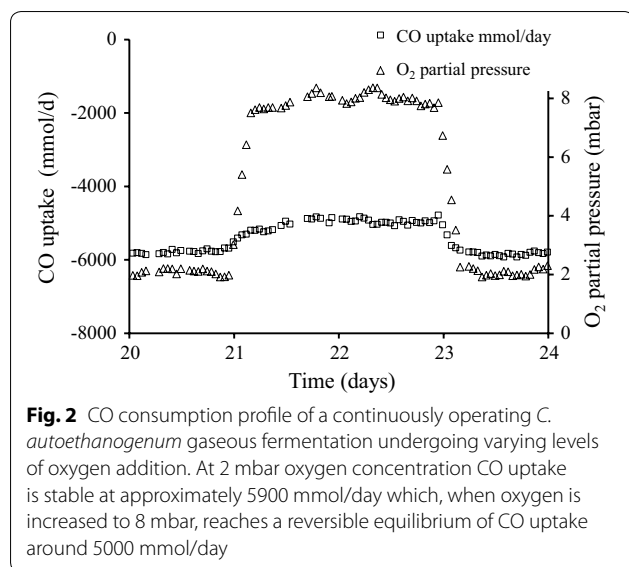 CO uptake mmol/day
O₂ partial pressure
0
-2000
-4000
-6000
-8000
CO uptake (mmol/d)
8
6
4
2
0
O₂ partial pressure (mbar)
20 21 22 23 24
Time (days)
Fig. 2 CO consumption profile of a continuously operating C.
autoethanogenum gaseous fermentation undergoing varying levels
of oxygen addition. At 2 mbar oxygen concentration CO uptake
is stable at approximately 5900 mmol/day which, when oxygen is
increased to 8 mbar, reaches a reversible equilibrium of CO uptake
around 5000 mmol/day